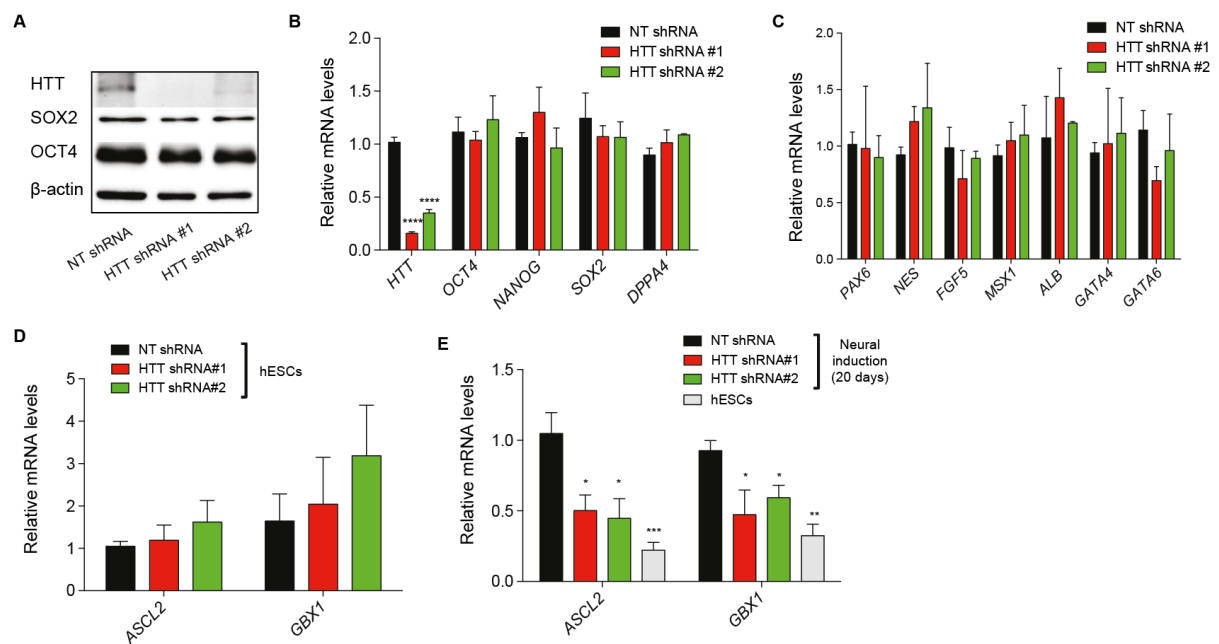 A
HTT
SOX2
OCT4
β-actin
NT shRNA
HTT shRNA #1
HTT shRNA #2
B
NT shRNA
HTT shRNA #1
HTT shRNA #2
Relative mRNA levels
2.0
1.5
1.0
0.5
0.0
****
****
HTT
OCT4
NANOG
SOX2
DPPA4
C
NT shRNA
HTT shRNA #1
HTT shRNA #2
Relative mRNA levels
2.0
1.5
1.0
0.5
0.0
PAX6
NES
FGF5
MSX1
ALB
GATA4
GATA6
D
NT shRNA
HTT shRNA#1
HTT shRNA#2
hESCs
Relative mRNA levels
5
4
3
2
1
0
ASCL2
GBX1
E
NT shRNA
HTT shRNA#1
HTT shRNA#2
hESCs
Neural
induction
(20 days)
Relative mRNA levels
1.5
1.0
0.5
0.0
*
*
***
*
*
**
ASCL2
GBX1